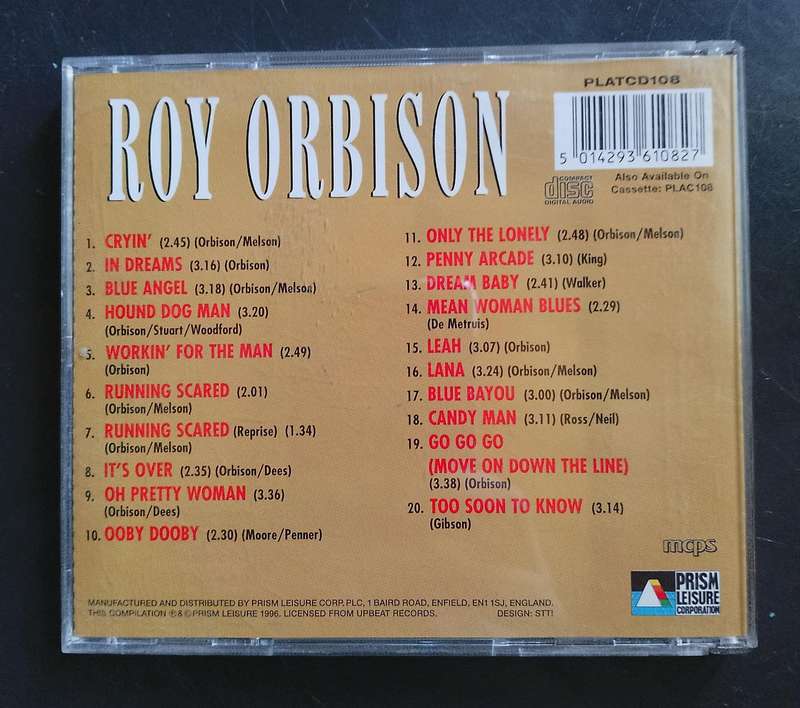 PLATCD108
ROY ORBISON
5 014293 610827
COMPACT
disc
DIGITAL AUDIO
Also Available On
Cassette: PLAC108
1. CRYIN' (2.45) (Orbison/Melson)
2. IN DREAMS (3.16) (Orbison)
3. BLUE ANGEL (3.18) (Orbison/Melson)
4. HOUND DOG MAN (3.20)
(Orbison/Stuart/Woodford)
5. WORKIN' FOR THE MAN (2.49)
(Orbison)
6. RUNNING SCARED (2.01)
(Orbison/Melson)
7. RUNNING SCARED (Reprise) (1.34)
(Orbison/Melson)
8. IT'S OVER (2.35) (Orbison/Dees)
9. OH PRETTY WOMAN (3.36)
(Orbison/Dees)
10. OOBY DOOBY (2.30) (Moore/Penner)
11. ONLY THE LONELY (2.48) (Orbison/Melson)
12. PENNY ARCADE (3.10) (King)
13. DREAM BABY (2.41) (Walker)
14. MEAN WOMAN BLUES (2.29)
(De Metruis)
15. LEAH (3.07) (Orbison)
16. LANA (3.24) (Orbison/Melson)
17. BLUE BAYOU (3.00) (Orbison/Melson)
18. CANDY MAN (3.11) (Ross/Neil)
19. GO GO GO
(MOVE ON DOWN THE LINE)
(3.38) (Orbison)
20. TOO SOON TO KNOW (3.14)
(Gibson)
mcps
PRISM
LEISURE
CORPORATION
MANUFACTURED AND DISTRIBUTED BY PRISM LEISURE CORP. PLC, 1 BAIRD ROAD, ENFIELD, EN1 1SJ, ENGLAND.
THIS COMPILATION ℗ & © PRISM LEISURE 1996. LICENSED FROM UPBEAT RECORDS. DESIGN: STT!